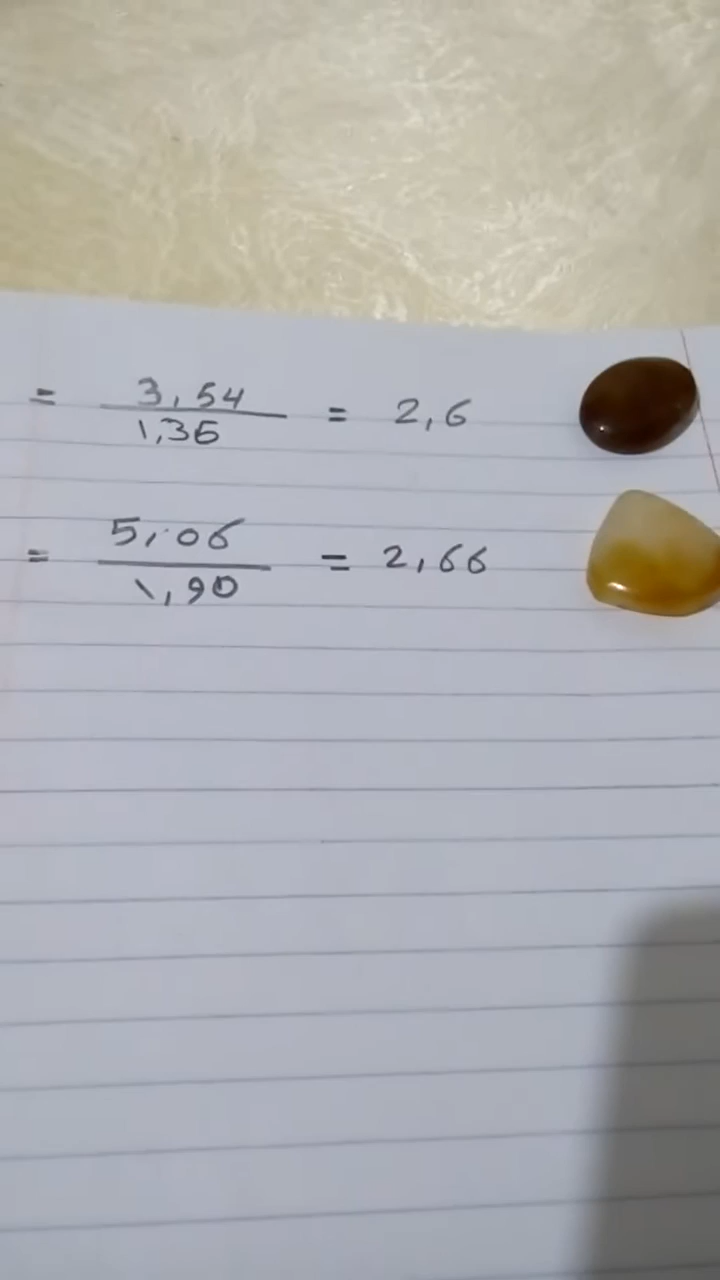 = 3,54 / 1,36 = 2,6
= 5,06 / 1,90 = 2,66